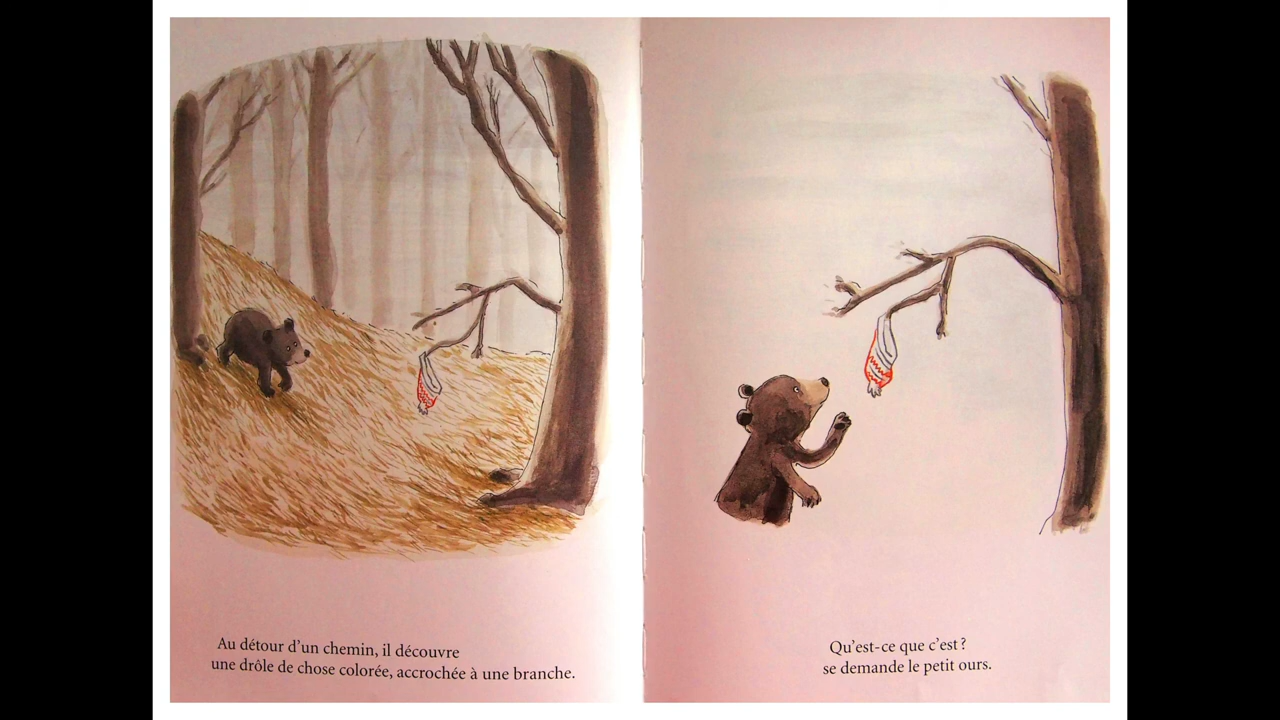 Au détour d'un chemin, il découvre
une drôle de chose colorée, accrochée à une branche.
Qu'est-ce que c'est ?
se demande le petit ours.